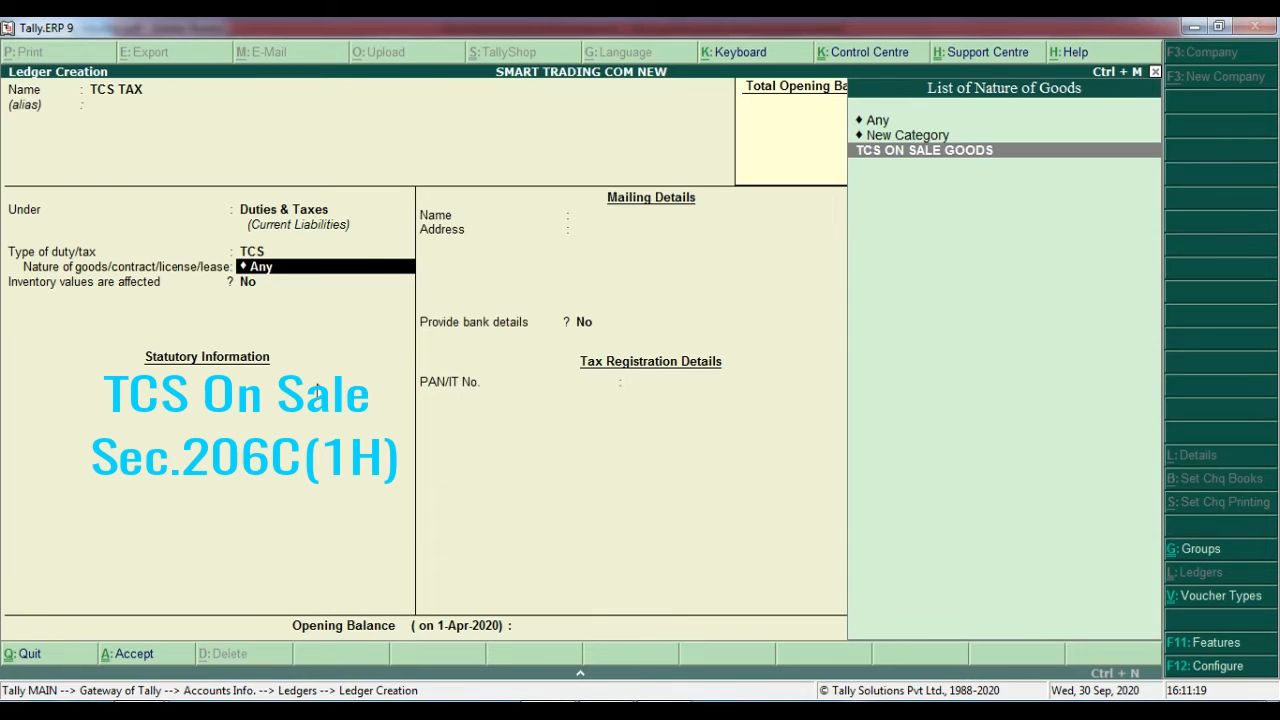 Tally.ERP 9
P: Print
E: Export
M: E-Mail
O: Upload
S: TallyShop
G: Language
K: Keyboard
K: Control Centre
H: Support Centre
H: Help
F3: Company
F3: New Company
Ledger Creation
SMART TRADING COM NEW
Ctrl + M
Name : TCS TAX
(alias) :
Total Opening Ba
List of Nature of Goods
♦ Any
♦ New Category
TCS ON SALE GOODS
Under : Duties & Taxes
(Current Liabilities)
Type of duty/tax : TCS
Nature of goods/contract/license/lease: ♦ Any
Inventory values are affected ? No
Mailing Details
Name :
Address :
Provide bank details ? No
Statutory Information
Tax Registration Details
PAN/IT No. :
TCS On Sale
Sec.206C(1H)
Opening Balance ( on 1-Apr-2020) :
L: Details
B: Set Chq Books
S: Set Chq Printing
G: Groups
L: Ledgers
V: Voucher Types
F11: Features
F12: Configure
Q: Quit
A: Accept
D: Delete
Ctrl + N
Tally MAIN --> Gateway of Tally --> Accounts Info. --> Ledgers --> Ledger Creation
© Tally Solutions Pvt Ltd., 1988-2020
Wed, 30 Sep, 2020
16:11:19